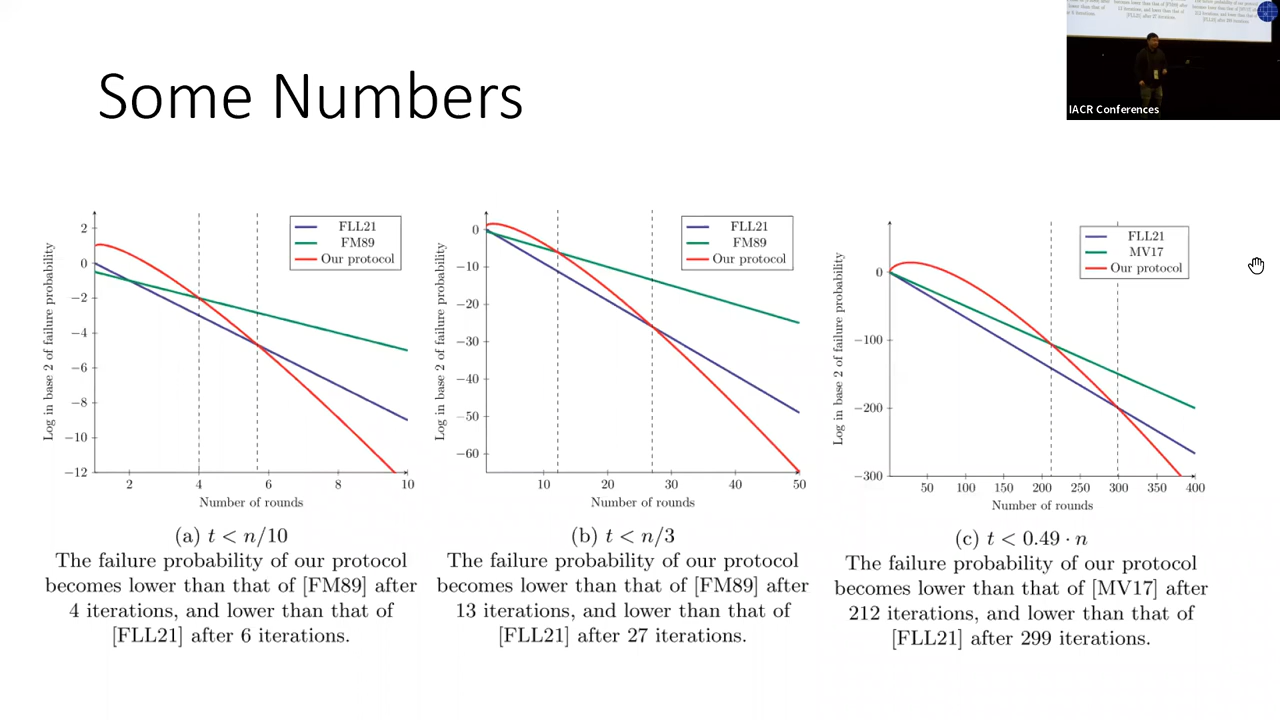 Some Numbers
IACR Conferences
Log in base 2 of failure probability
2
0
−2
−4
−6
−8
−10
−12
2 4 6 8 10
Number of rounds
FLL21
FM89
Our protocol
(a) t < n/10
The failure probability of our protocol
becomes lower than that of [FM89] after
4 iterations, and lower than that of
[FLL21] after 6 iterations.
Log in base 2 of failure probability
0
−10
−20
−30
−40
−50
−60
10 20 30 40 50
Number of rounds
FLL21
FM89
Our protocol
(b) t < n/3
The failure probability of our protocol
becomes lower than that of [FM89] after
13 iterations, and lower than that of
[FLL21] after 27 iterations.
Log in base 2 of failure probability
0
−100
−200
−300
50 100 150 200 250 300 350 400
Number of rounds
FLL21
MV17
Our protocol
(c) t < 0.49 · n
The failure probability of our protocol
becomes lower than that of [MV17] after
212 iterations, and lower than that of
[FLL21] after 299 iterations.